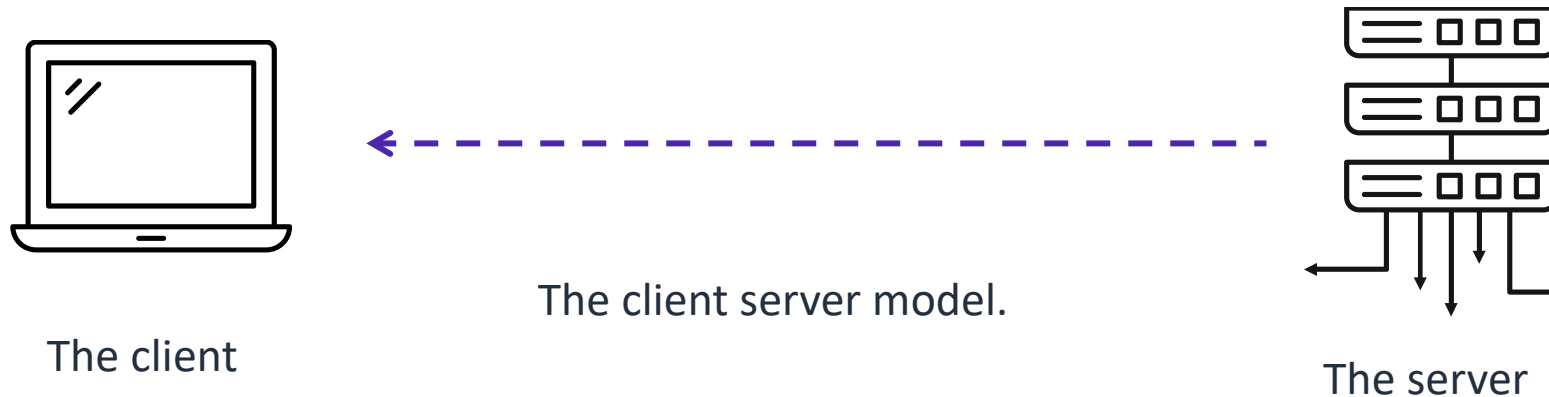 The client server model.
The client
The server